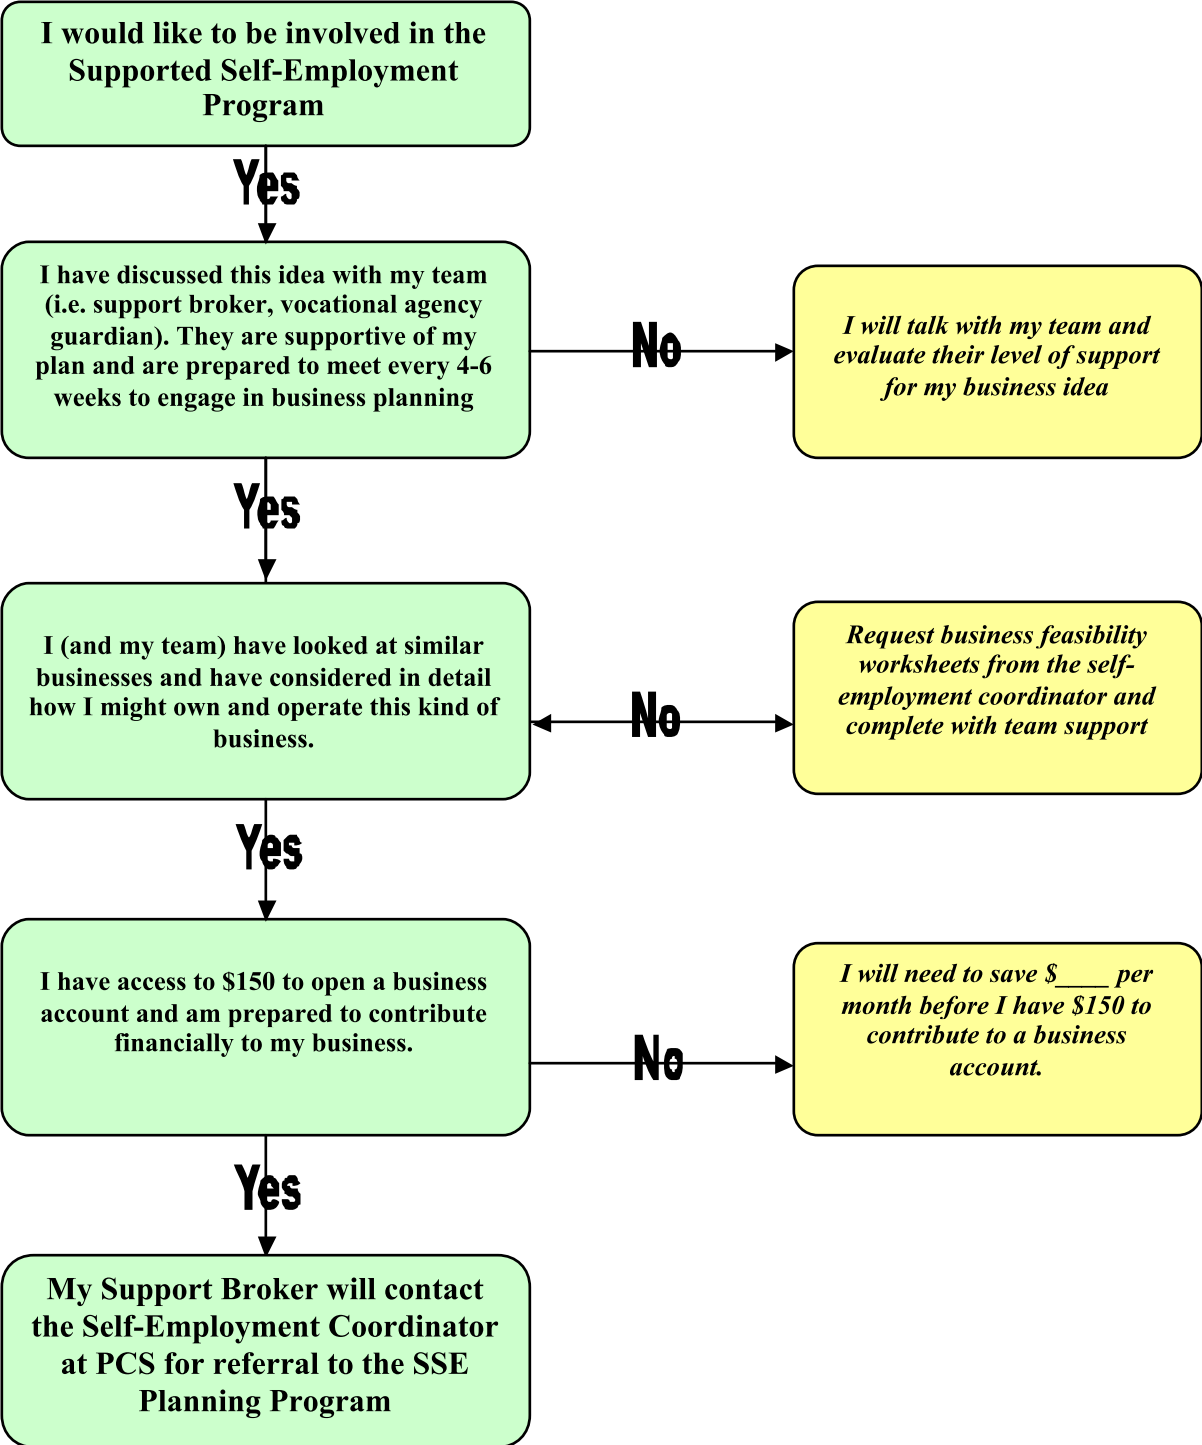 I would like to be involved in the
Supported Self-Employment
Program
Yes
I have discussed this idea with my team
(i.e. support broker, vocational agency
guardian). They are supportive of my
plan and are prepared to meet every 4-6
weeks to engage in business planning
No
I will talk with my team and
evaluate their level of support
for my business idea
Yes
I (and my team) have looked at similar
businesses and have considered in detail
how I might own and operate this kind of
business.
No
Request business feasibility
worksheets from the self-
employment coordinator and
complete with team support
Yes
I have access to $150 to open a business
account and am prepared to contribute
financially to my business.
No
I will need to save $____ per
month before I have $150 to
contribute to a business
account.
Yes
My Support Broker will contact
the Self-Employment Coordinator
at PCS for referral to the SSE
Planning Program